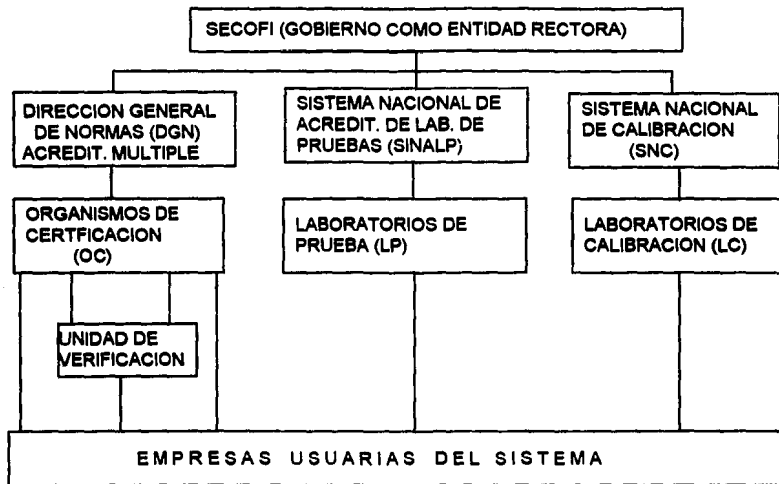 SECOFI (GOBIERNO COMO ENTIDAD RECTORA)
DIRECCION GENERAL
DE NORMAS (DGN)
ACREDIT. MULTIPLE
SISTEMA NACIONAL DE
ACREDIT. DE LAB. DE
PRUEBAS (SINALP)
SISTEMA NACIONAL
DE CALIBRACION
(SNC)
ORGANISMOS DE
CERTFICACION
(OC)
LABORATORIOS DE
PRUEBA (LP)
LABORATORIOS DE
CALIBRACION (LC)
UNIDAD DE
VERIFICACION
EMPRESAS USUARIAS DEL SISTEMA